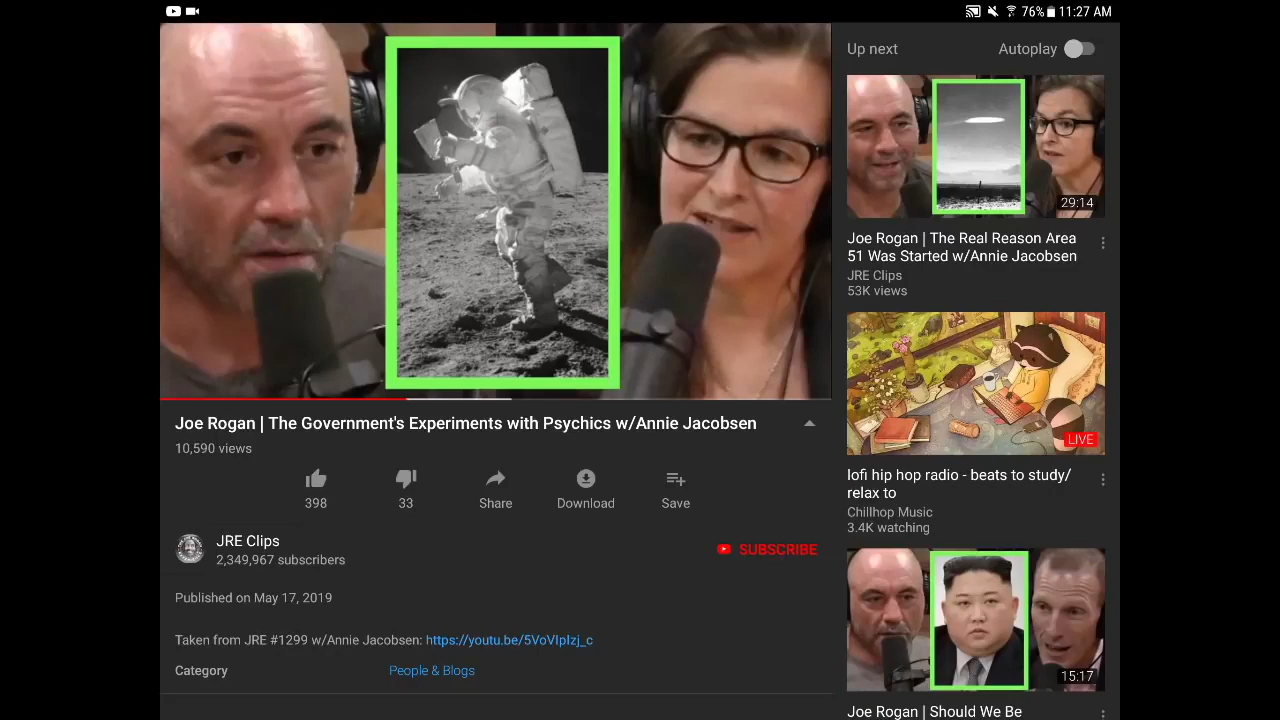 76% 11:27 AM
Up next
Autoplay
29:14
Joe Rogan | The Real Reason Area
51 Was Started w/Annie Jacobsen
JRE Clips
53K views
LIVE
lofi hip hop radio - beats to study/
relax to
Chillhop Music
3.4K watching
15:17
Joe Rogan | Should We Be
Joe Rogan | The Government's Experiments with Psychics w/Annie Jacobsen
10,590 views
398
33
Share
Download
Save
JRE Clips
2,349,967 subscribers
SUBSCRIBE
Published on May 17, 2019
Taken from JRE #1299 w/Annie Jacobsen: https://youtu.be/5VoVIpIzj_c
Category
People & Blogs